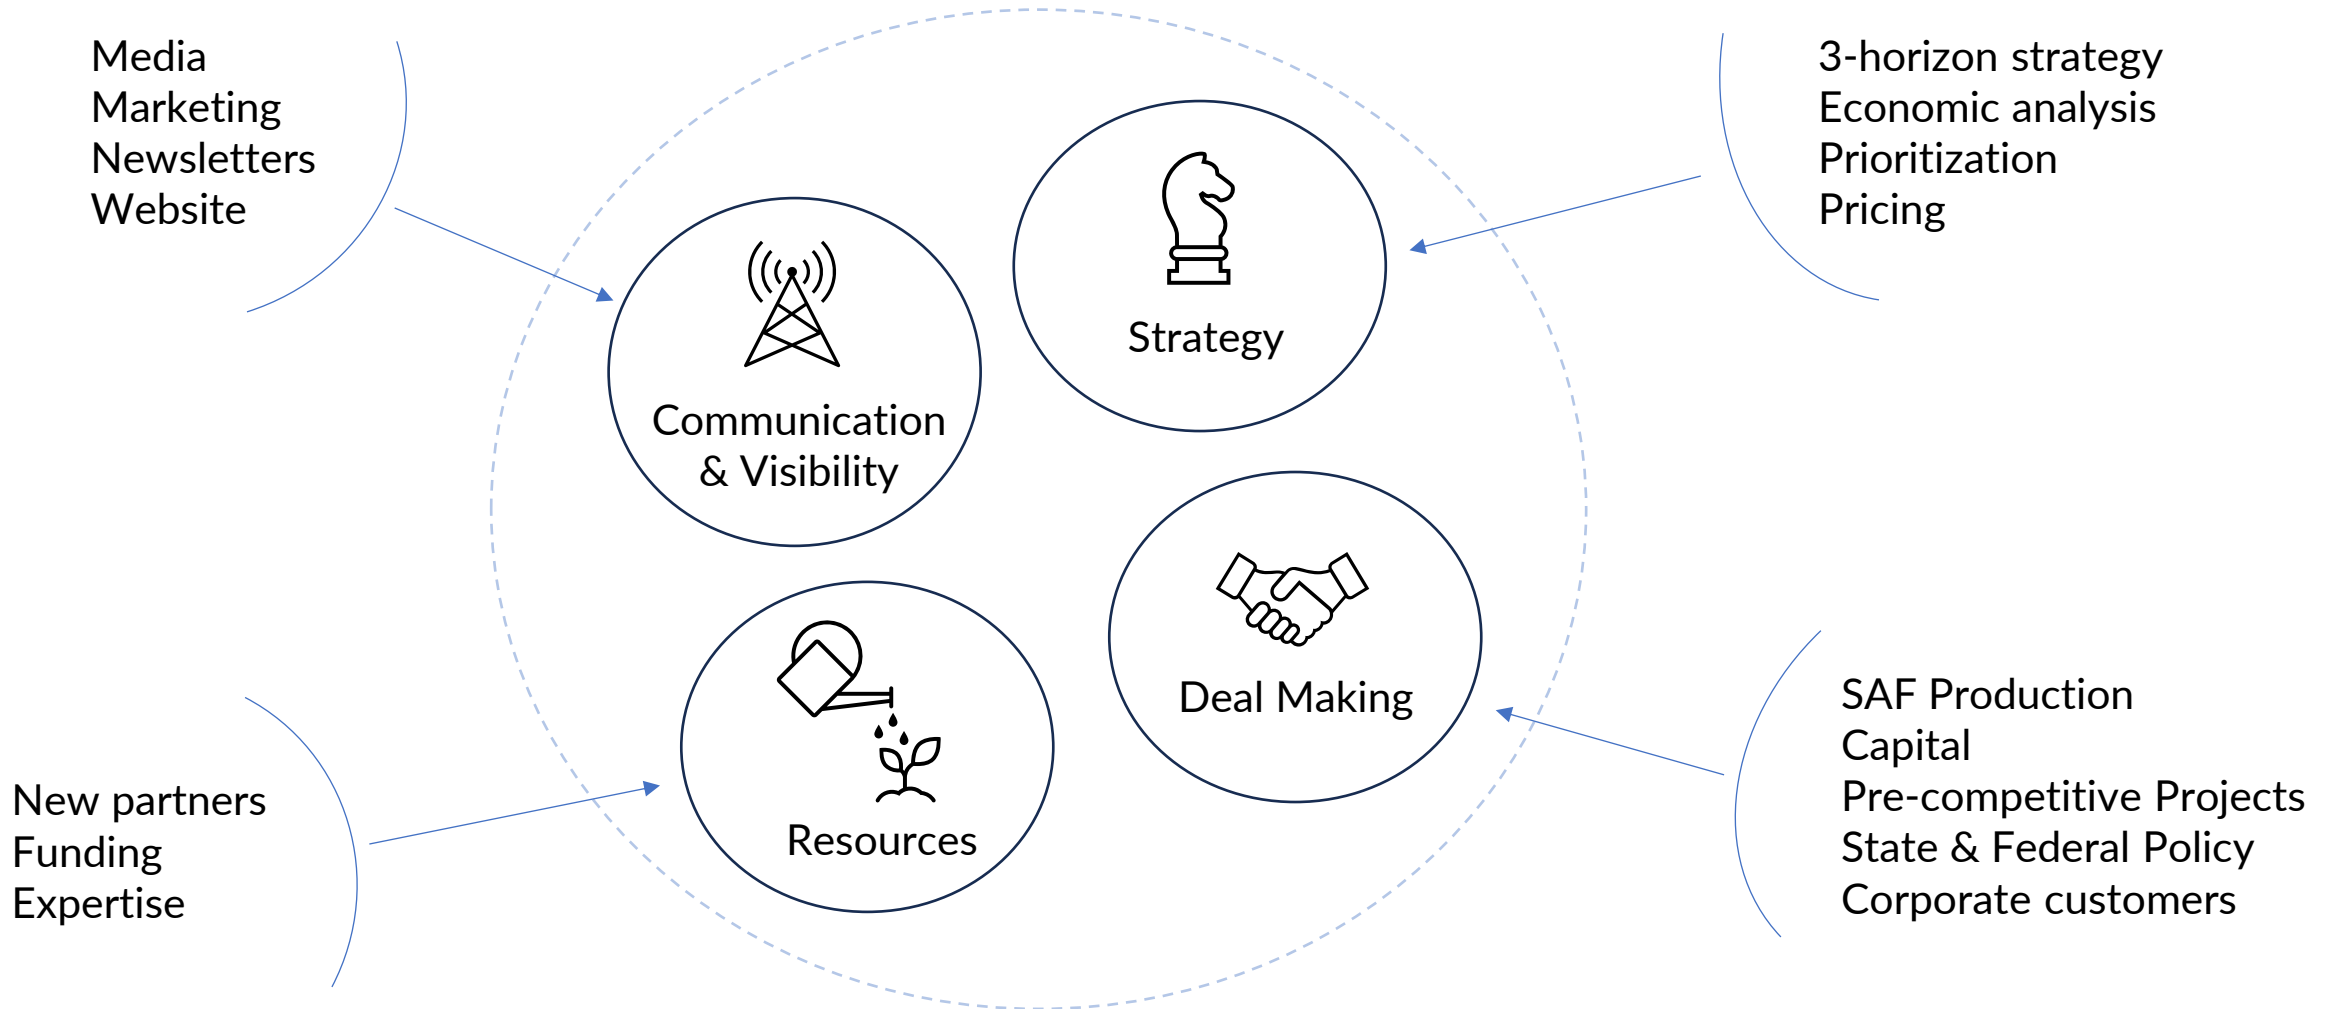 Media
Marketing
Newsletters
Website
3-horizon strategy
Economic analysis
Prioritization
Pricing
Strategy
Communication
& Visibility
Deal Making
Resources
New partners
Funding
Expertise
SAF Production
Capital
Pre-competitive Projects
State & Federal Policy
Corporate customers